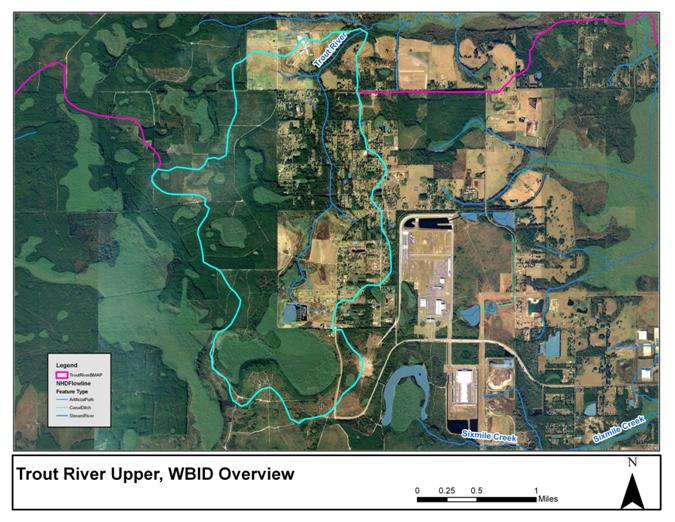 Trout River
Legend
TroutRiverBMAP
NHDFlowline
Feature Type
ArtificialPath
CanalDitch
StreamRiver
Sixmile Creek
Sixmile Creek
Trout River Upper, WBID Overview
N
0 0.25 0.5 1
Miles